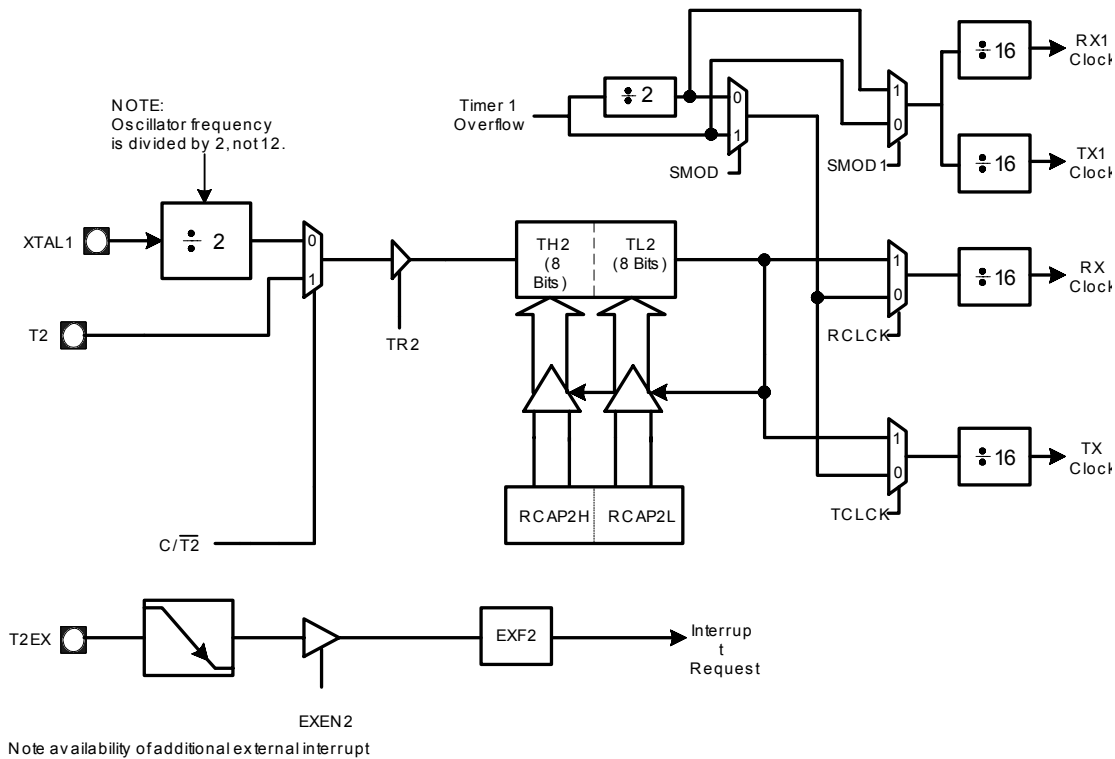 RX1
Clock
÷ 16
÷ 2
Timer 1
Overflow
0
1
1
0
NOTE:
Oscillator frequency
is divided by 2, not 12.
SMOD
SMOD1
÷ 16
TX1
Clock
XTAL1
÷ 2
0
1
TH2
(8
Bits)
TL2
(8 Bits)
1
0
÷ 16
RX
Clock
T2
TR2
RCLCK
1
0
÷ 16
TX
Clock
RCAP2H
RCAP2L
TCLCK
C/T2
T2EX
EXF2
Interrup
t
Request
EXEN2
Note availability of additional external interrupt